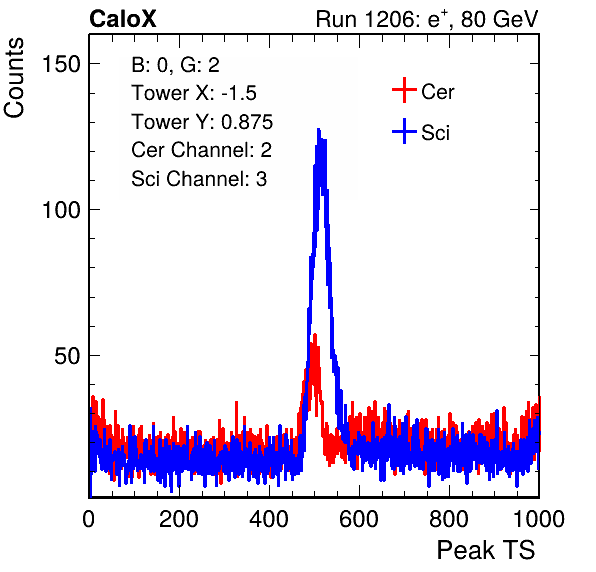 CaloX Run 1206: e⁺, 80 GeV
Counts
150
100
50
B: 0, G: 2
Tower X: -1.5
Tower Y: 0.875
Cer Channel: 2
Sci Channel: 3
Cer
Sci
0 200 400 600 800 1000
Peak TS